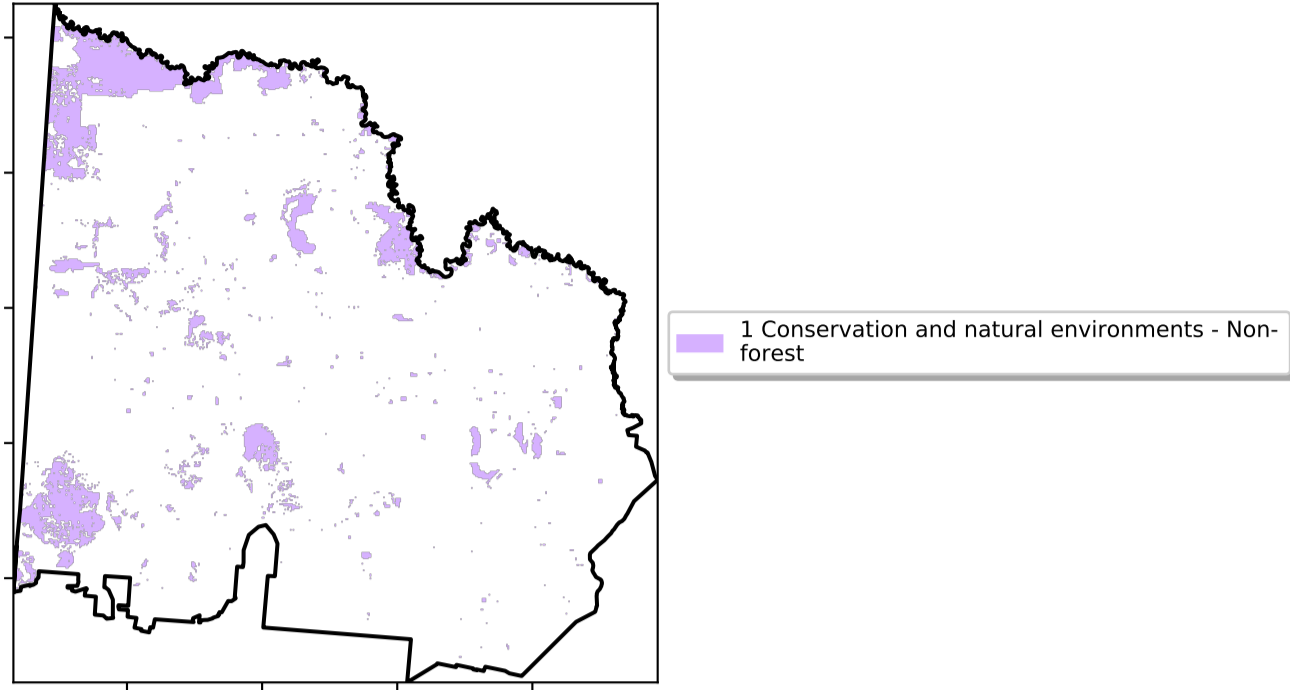 1 Conservation and natural environments - Non-
forest